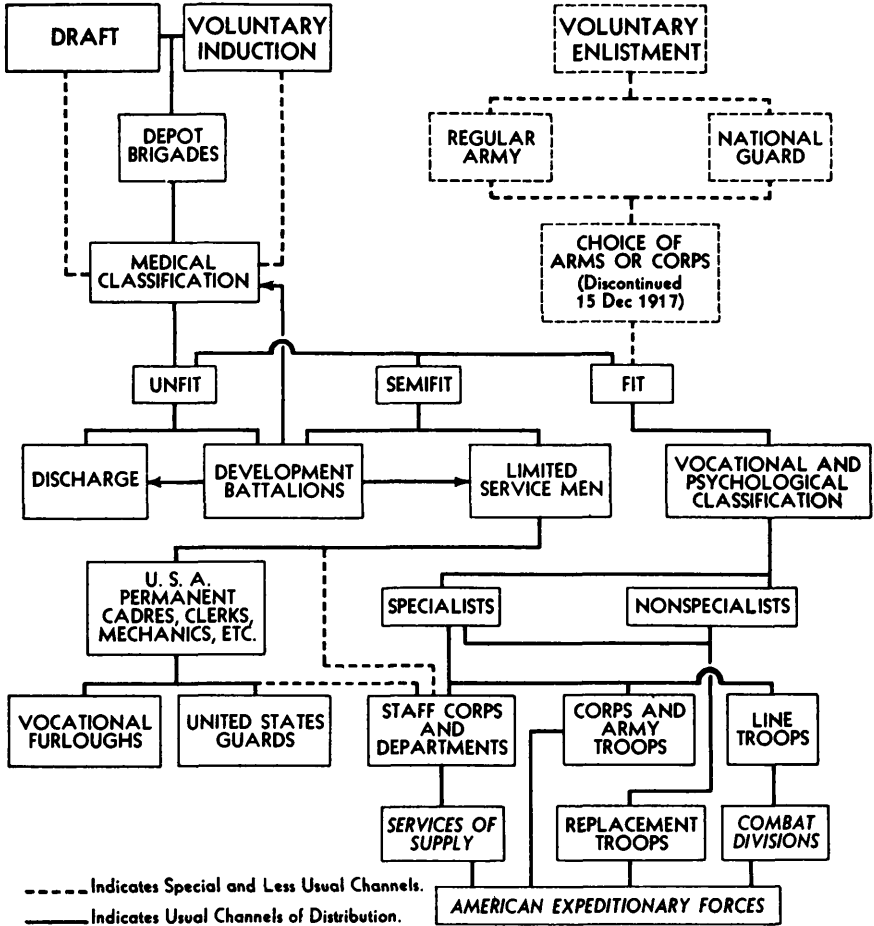 DRAFT
VOLUNTARY
INDUCTION
VOLUNTARY
ENLISTMENT
DEPOT
BRIGADES
REGULAR
ARMY
NATIONAL
GUARD
MEDICAL
CLASSIFICATION
CHOICE OF
ARMS OR CORPS
(Discontinued
15 Dec 1917)
UNFIT
SEMIFIT
FIT
DISCHARGE
DEVELOPMENT
BATTALIONS
LIMITED
SERVICE MEN
VOCATIONAL AND
PSYCHOLOGICAL
CLASSIFICATION
U. S. A.
PERMANENT
CADRES, CLERKS,
MECHANICS, ETC.
SPECIALISTS
NONSPECIALISTS
VOCATIONAL
FURLOUGHS
UNITED STATES
GUARDS
STAFF CORPS
AND
DEPARTMENTS
CORPS AND
ARMY
TROOPS
LINE
TROOPS
SERVICES OF
SUPPLY
REPLACEMENT
TROOPS
COMBAT
DIVISIONS
AMERICAN EXPEDITIONARY FORCES
Indicates Special and Less Usual Channels.
Indicates Usual Channels of Distribution.